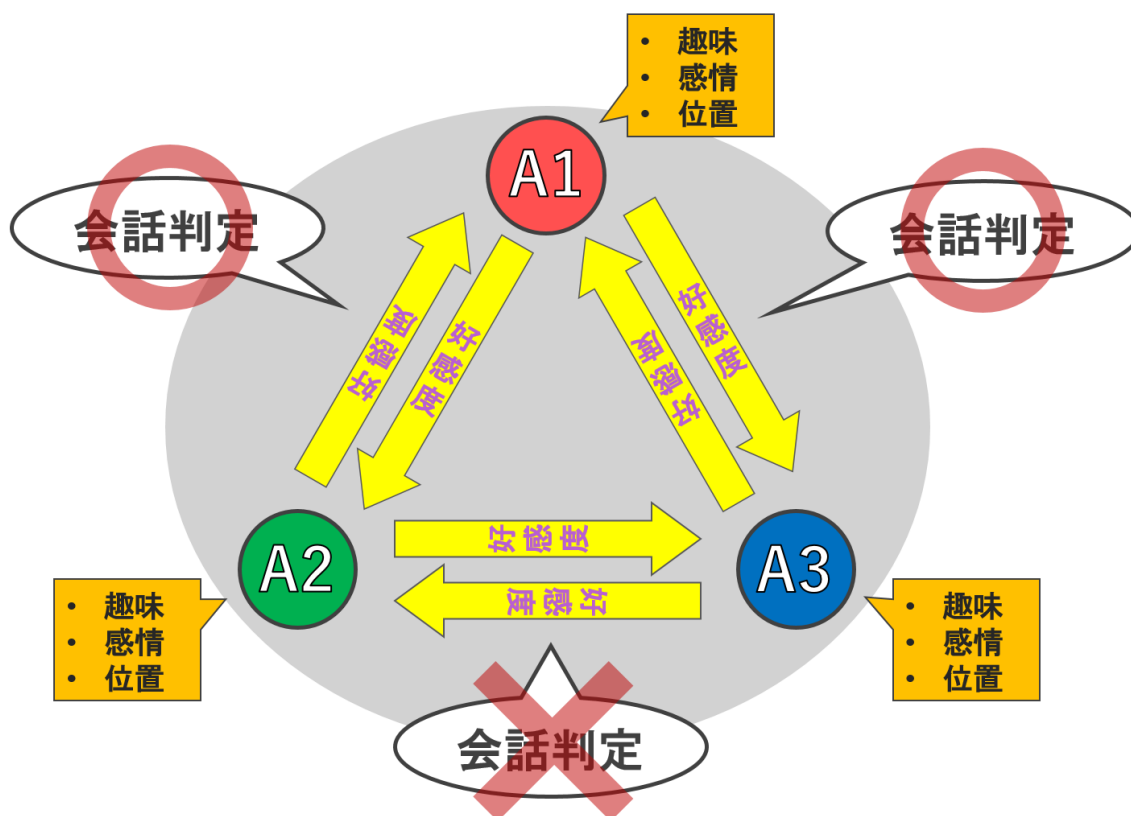 • 趣味
• 感情
• 位置
A1
会話判定
会話判定
好感度
好感度
好感度
好感度
A2
好感度
好感度
A3
• 趣味
• 感情
• 位置
• 趣味
• 感情
• 位置
会話判定